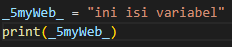 _5myWeb_ = "ini isi variabel"
print(_5myWeb_)